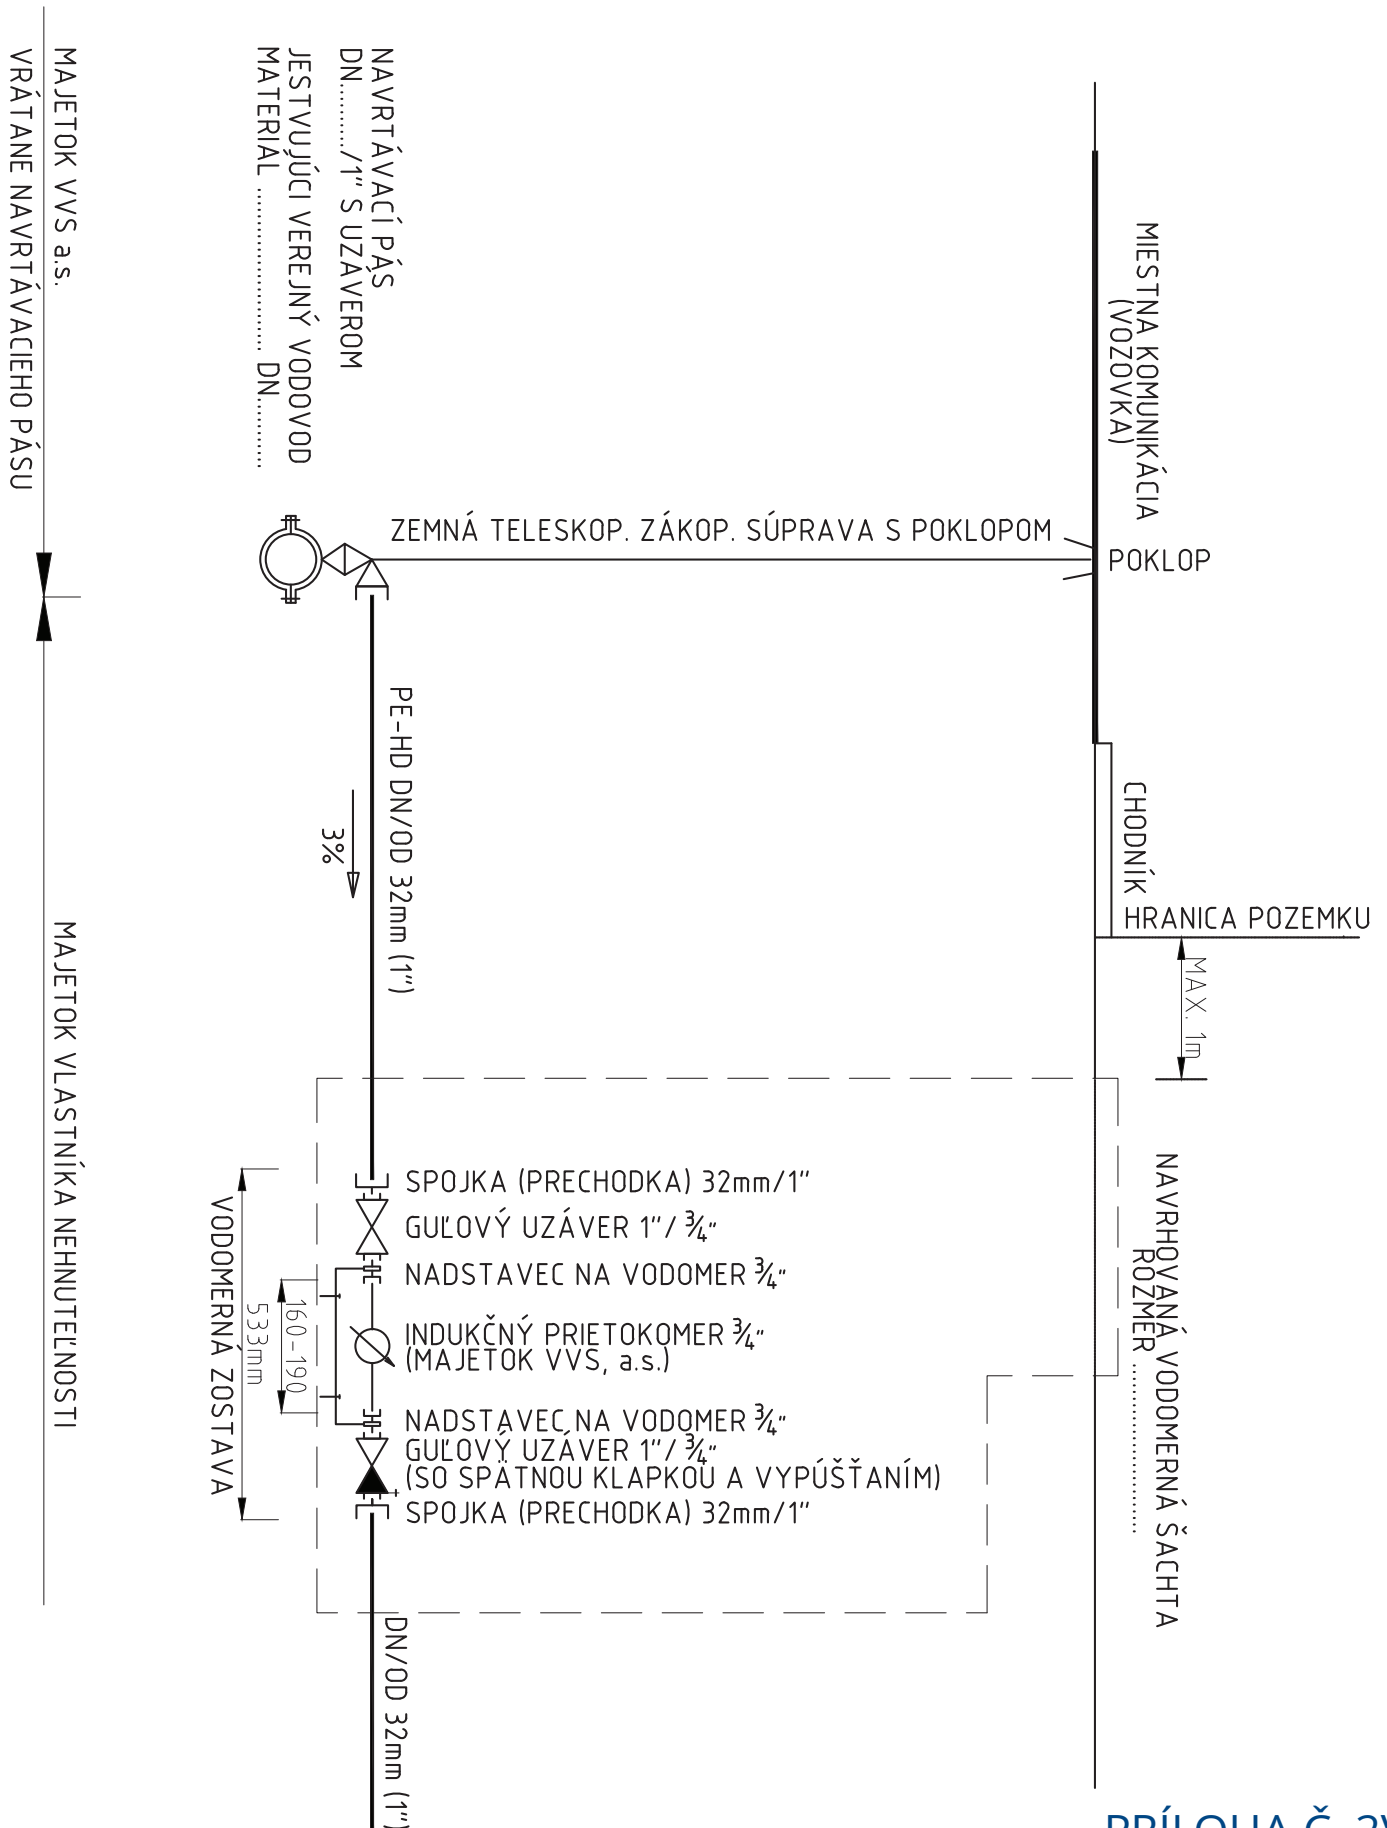 MIESTNA KOMUNIKÁCIA
(VOZOVKA)
POKLOP
CHODNÍK
HRANICA POZEMKU
MAX. 1m
NAVRHOVANÁ VODOMERNÁ ŠACHTA
ROZMER ..............................
ZEMNÁ TELESKOP. ZÁKOP. SÚPRAVA S POKLOPOM
NAVRTÁVACÍ PÁS
DN........../1" S UZÁVEROM
JESTVUJÚCI VEREJNÝ VODOVOD
MATERIÁL ............................ DN..............
PE-HD DN/OD 32mm (1")
3%
SPOJKA (PRECHODKA) 32mm/1"
GUĽOVÝ UZÁVER 1"/ ¾"
NADSTAVEC NA VODOMER ¾"
INDUKČNÝ PRIETOKOMER ¾"
(MAJETOK VVS, a.s.)
NADSTAVEC NA VODOMER ¾"
GUĽOVÝ UZÁVER 1"/ ¾"
(SO SPÄTNOU KLAPKOU A VYPÚŠŤANÍM)
SPOJKA (PRECHODKA) 32mm/1"
160-190
533mm
VODOMERNÁ ZOSTAVA
DN/OD 32mm (1")
MAJETOK VVS a.s.
VRÁTANE NAVRTÁVACIEHO PÁSU
MAJETOK VLASTNÍKA NEHNUTEĽNOSTI